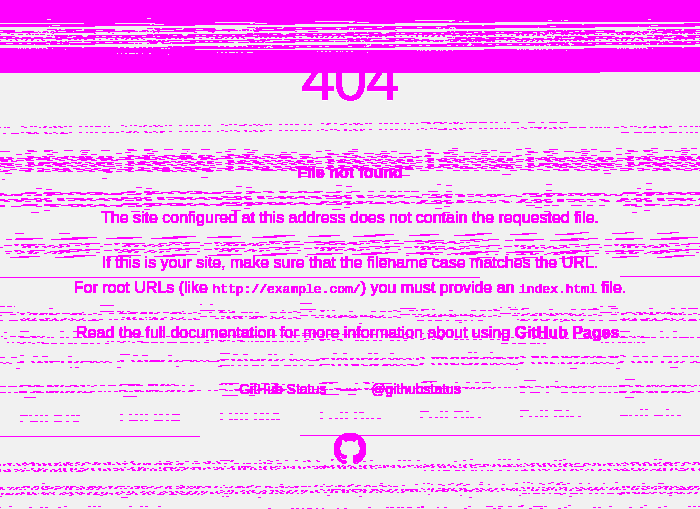 404
File not found
The site configured at this address does not contain the requested file.
If this is your site, make sure that the filename case matches the URL.
For root URLs (like http://example.com/) you must provide an index.html file.
Read the full documentation for more information about using GitHub Pages.
GitHub Status — @githubstatus